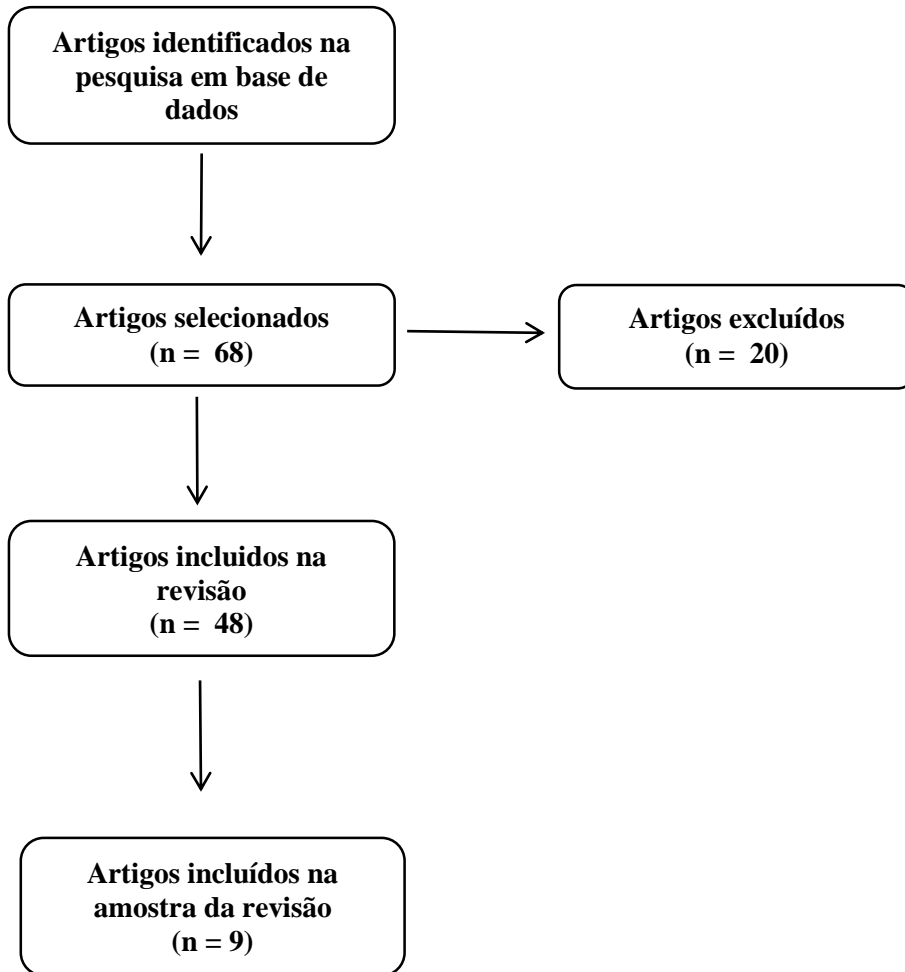 Artigos identificados na
pesquisa em base de
dados
Artigos selecionados
(n = 68)
Artigos excluídos
(n = 20)
Artigos incluidos na
revisão
(n = 48)
Artigos incluídos na
amostra da revisão
(n = 9)